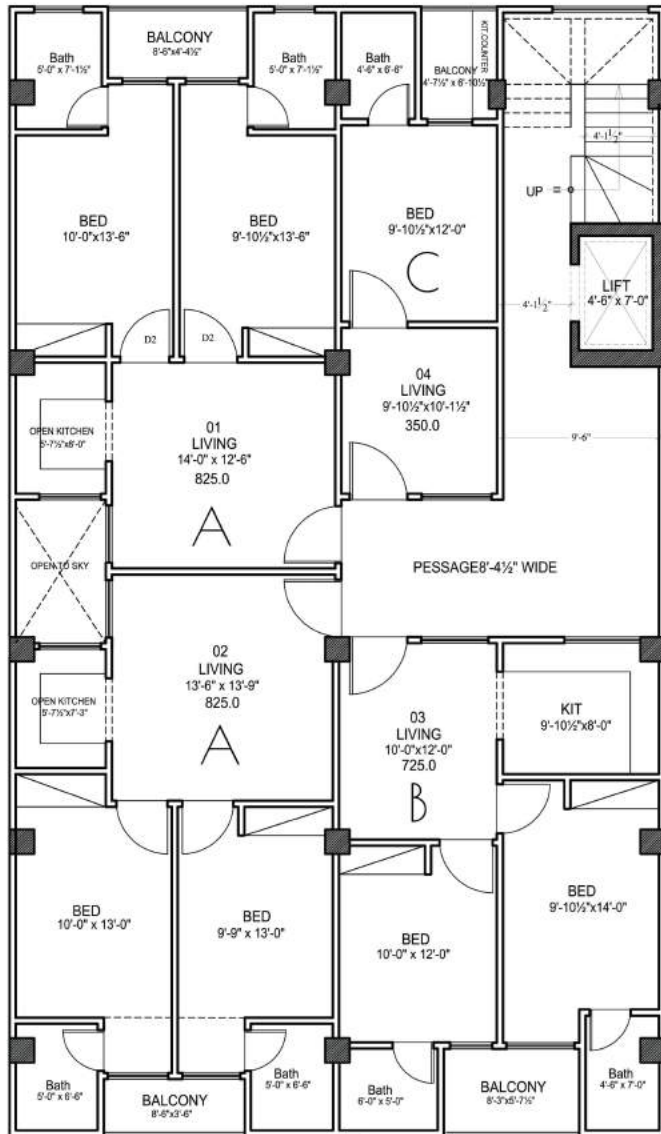 Bath
5'-0" x 7'-1½"
BALCONY
8'-6"x4'-4½"
Bath
5'-0" x 7'-1½"
Bath
4'-6" x 6'-6"
BALCONY
4'-7½" x 6'-10½"
KIT.COUNTER
4'-1½"
UP
BED
10'-0"x13'-6"
BED
9'-10½"x13'-6"
BED
9'-10½"x12'-0"
C
LIFT
4'-6" x 7'-0"
4'-1½"
D2
D2
04
LIVING
9'-10½"x10'-1½"
350.0
OPEN KITCHEN
5'-7½"x8'-0"
01
LIVING
14'-0" x 12'-6"
825.0
A
9'-6"
OPEN TO SKY
PESSAGE8'-4½" WIDE
02
LIVING
13'-6" x 13'-9"
825.0
A
OPEN KITCHEN
5'-7½"x7'-3"
03
LIVING
10'-0"x12'-0"
725.0
B
KIT
9'-10½"x8'-0"
BED
10'-0" x 13'-0"
BED
9'-9" x 13'-0"
BED
10'-0" x 12'-0"
BED
9'-10½"x14'-0"
Bath
5'-0" x 6'-6"
BALCONY
8'-6"x3'-6"
Bath
5'-0" x 6'-6"
Bath
6'-0" x 5'-0"
BALCONY
8'-3"x5'-7½"
Bath
4'-6" x 7'-0"